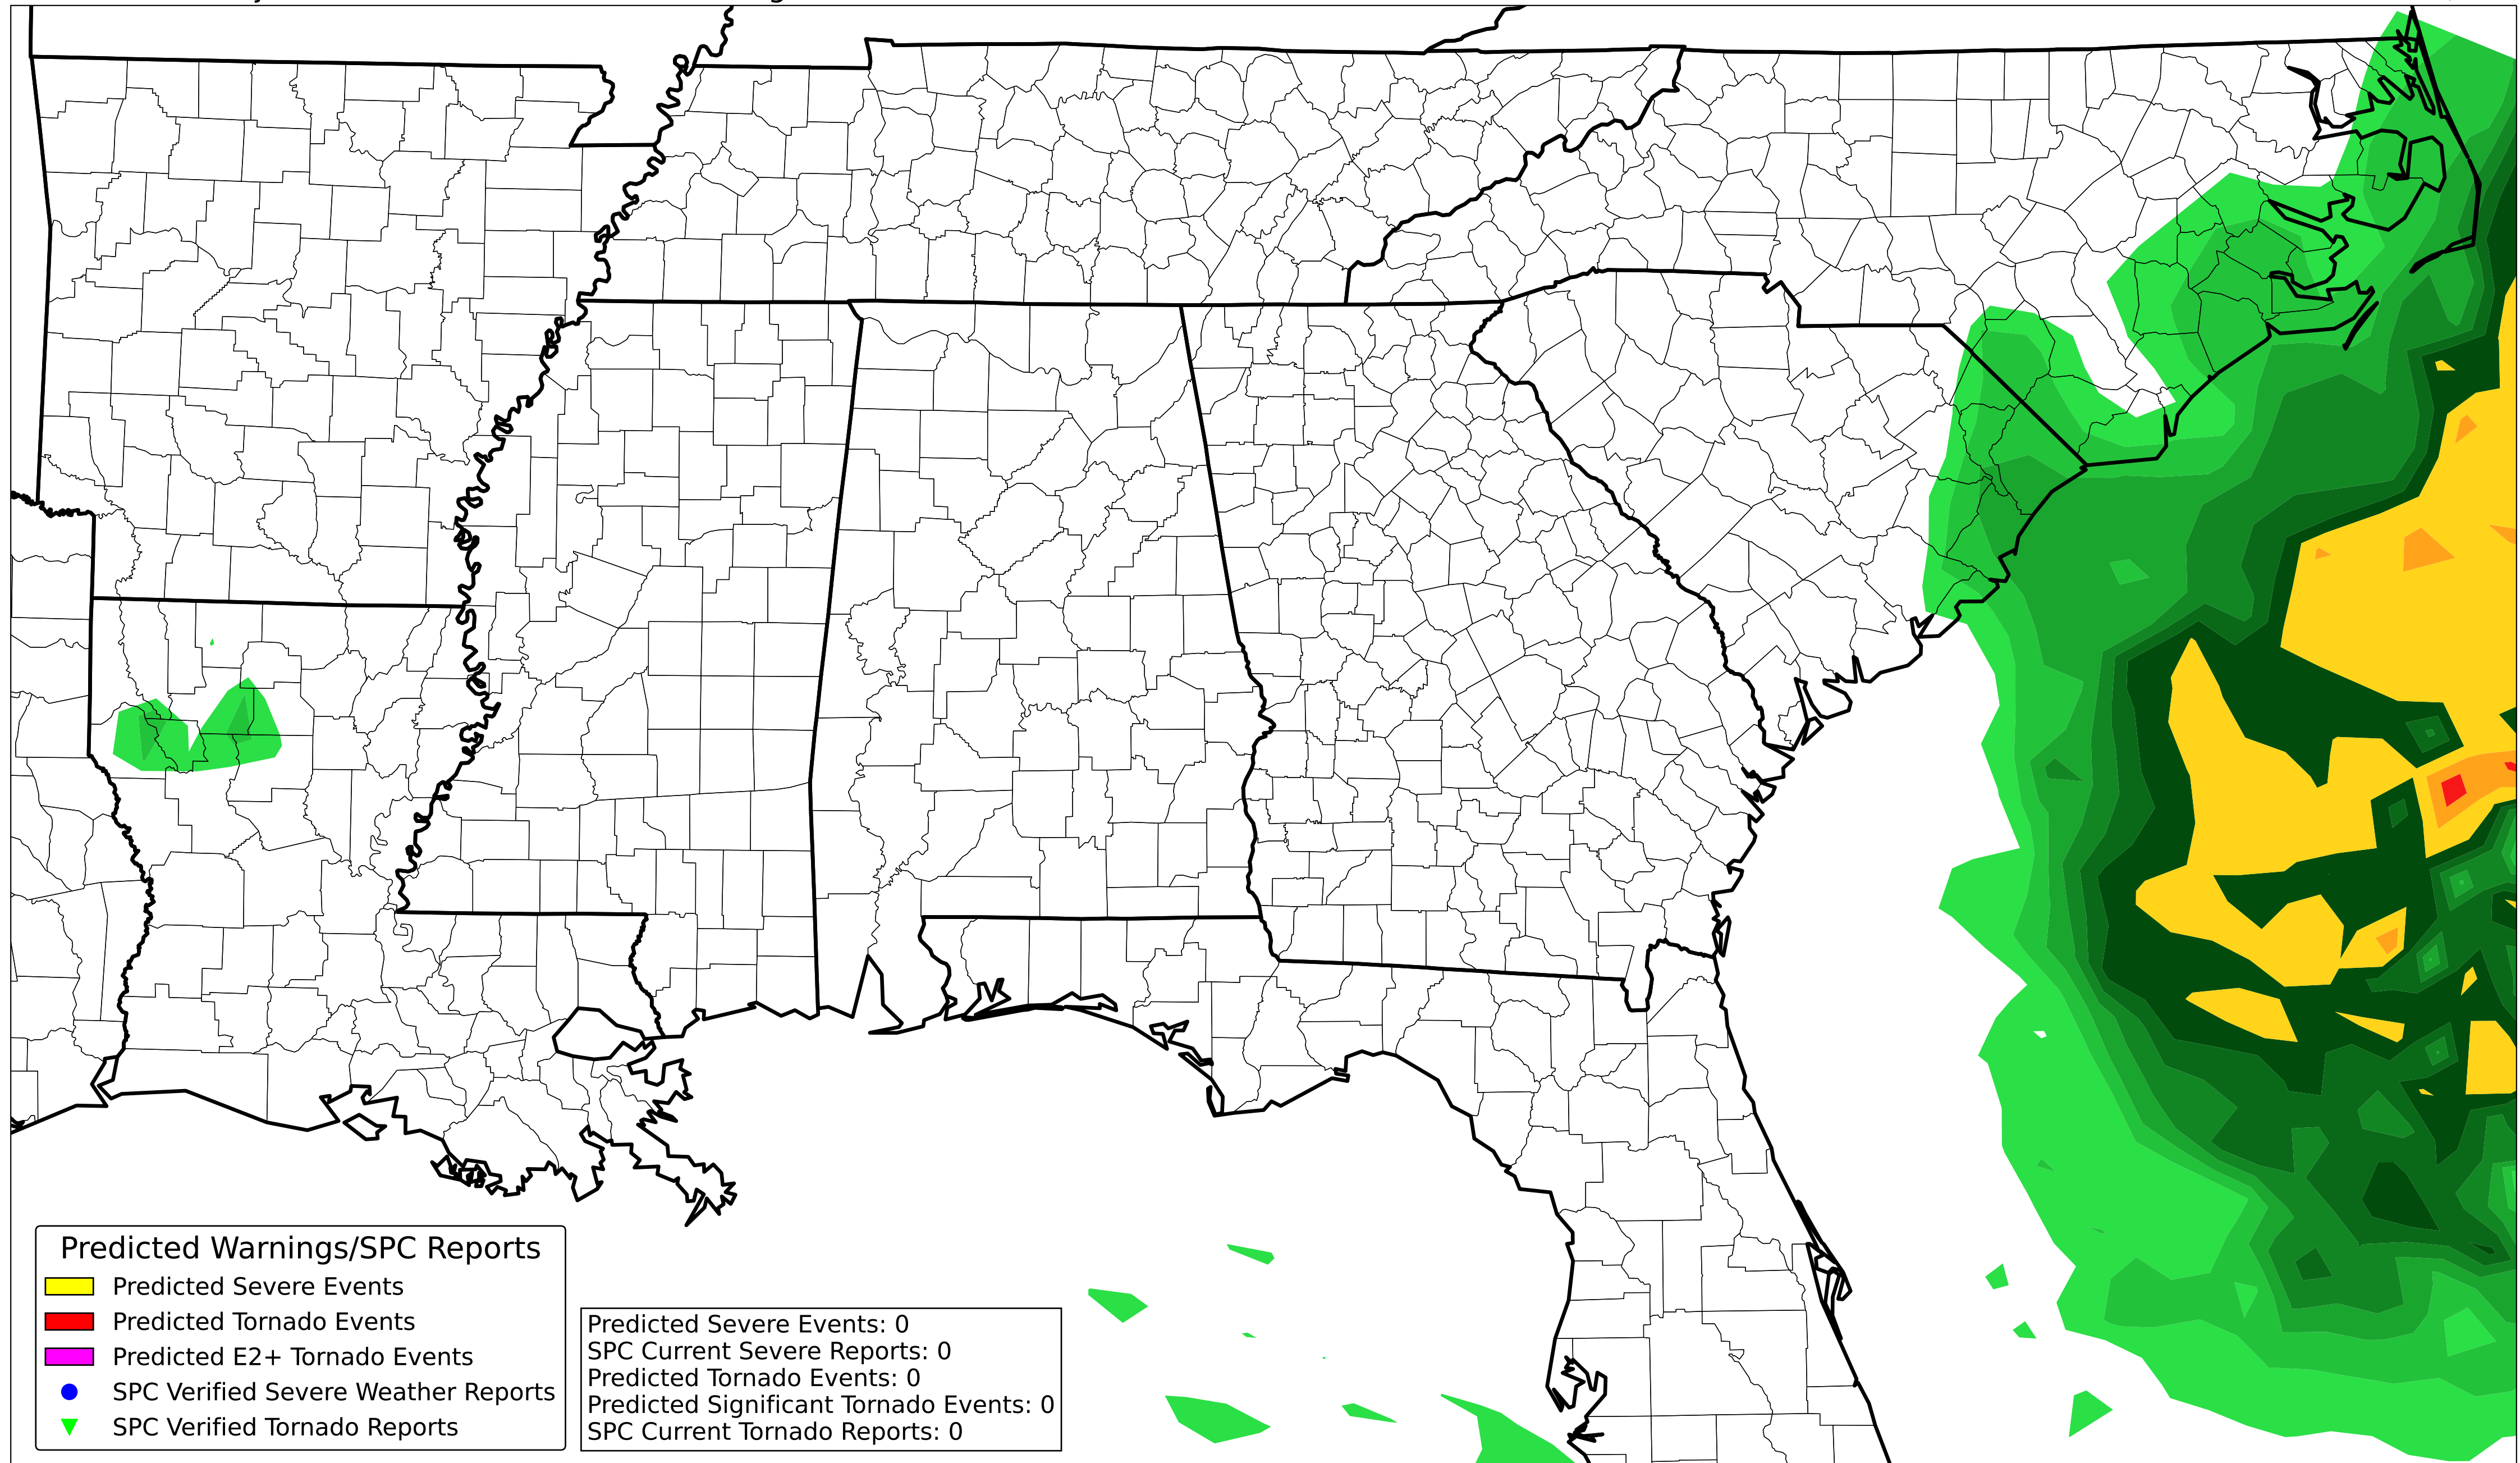 Predicted Warnings/SPC Reports
Predicted Severe Events
Predicted Tornado Events
Predicted E2+ Tornado Events
SPC Verified Severe Weather Reports
SPC Verified Tornado Reports
Predicted Severe Events: 0
SPC Current Severe Reports: 0
Predicted Tornado Events: 0
Predicted Significant Tornado Events: 0
SPC Current Tornado Reports: 0